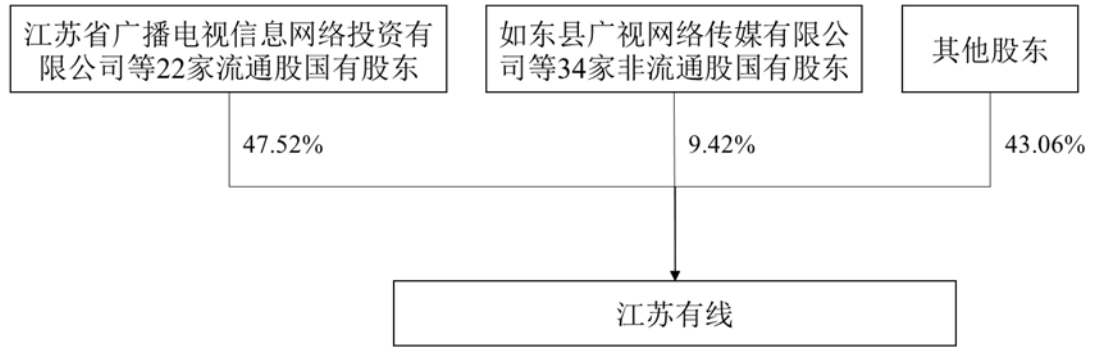 江苏省广播电视信息网络投资有
限公司等22家流通股国有股东
如东县广视网络传媒有限公
司等34家非流通股国有股东
其他股东
47.52%
9.42%
43.06%
江苏有线